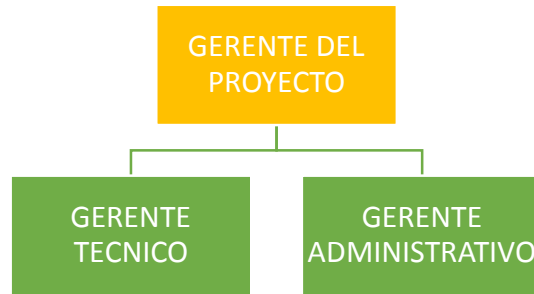 GERENTE DEL
PROYECTO
GERENTE
TECNICO
GERENTE
ADMINISTRATIVO